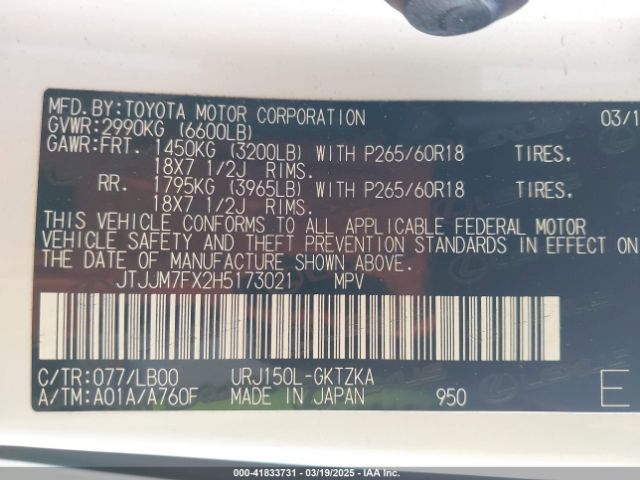 MFD.BY:TOYOTA MOTOR CORPORATION 03/1
GVWR:2990KG (6600LB)
GAWR:FRT. 1450KG (3200LB) WITH P265/60R18 TIRES.
18X7 1/2J RIMS.
RR. 1795KG (3965LB) WITH P265/60R18 TIRES.
18X7 1/2J RIMS.
THIS VEHICLE CONFORMS TO ALL APPLICABLE FEDERAL MOTOR
VEHICLE SAFETY AND THEFT PREVENTION STANDARDS IN EFFECT ON
THE DATE OF MANUFACTURE SHOWN ABOVE.
JTJJM7FX2H5173021 MPV
C/TR:077/LB00 URJ150L-GKTZKA E
A/TM:A01A/A760F MADE IN JAPAN 950
000-41833731 - 03/19/2025 - IAA Inc.